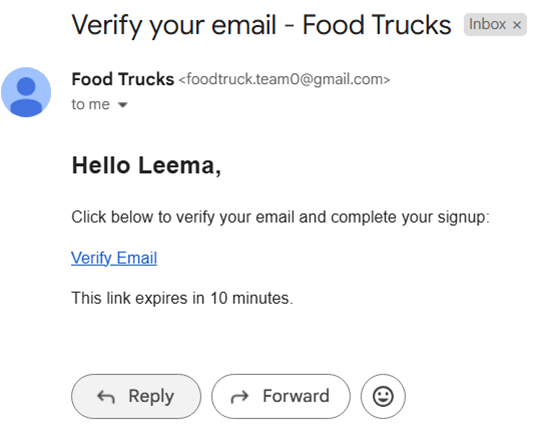 Verify your email - Food Trucks Inbox ×
Food Trucks <foodtruck.team0@gmail.com>
to me
Hello Leema,
Click below to verify your email and complete your signup:
Verify Email
This link expires in 10 minutes.
Reply Forward